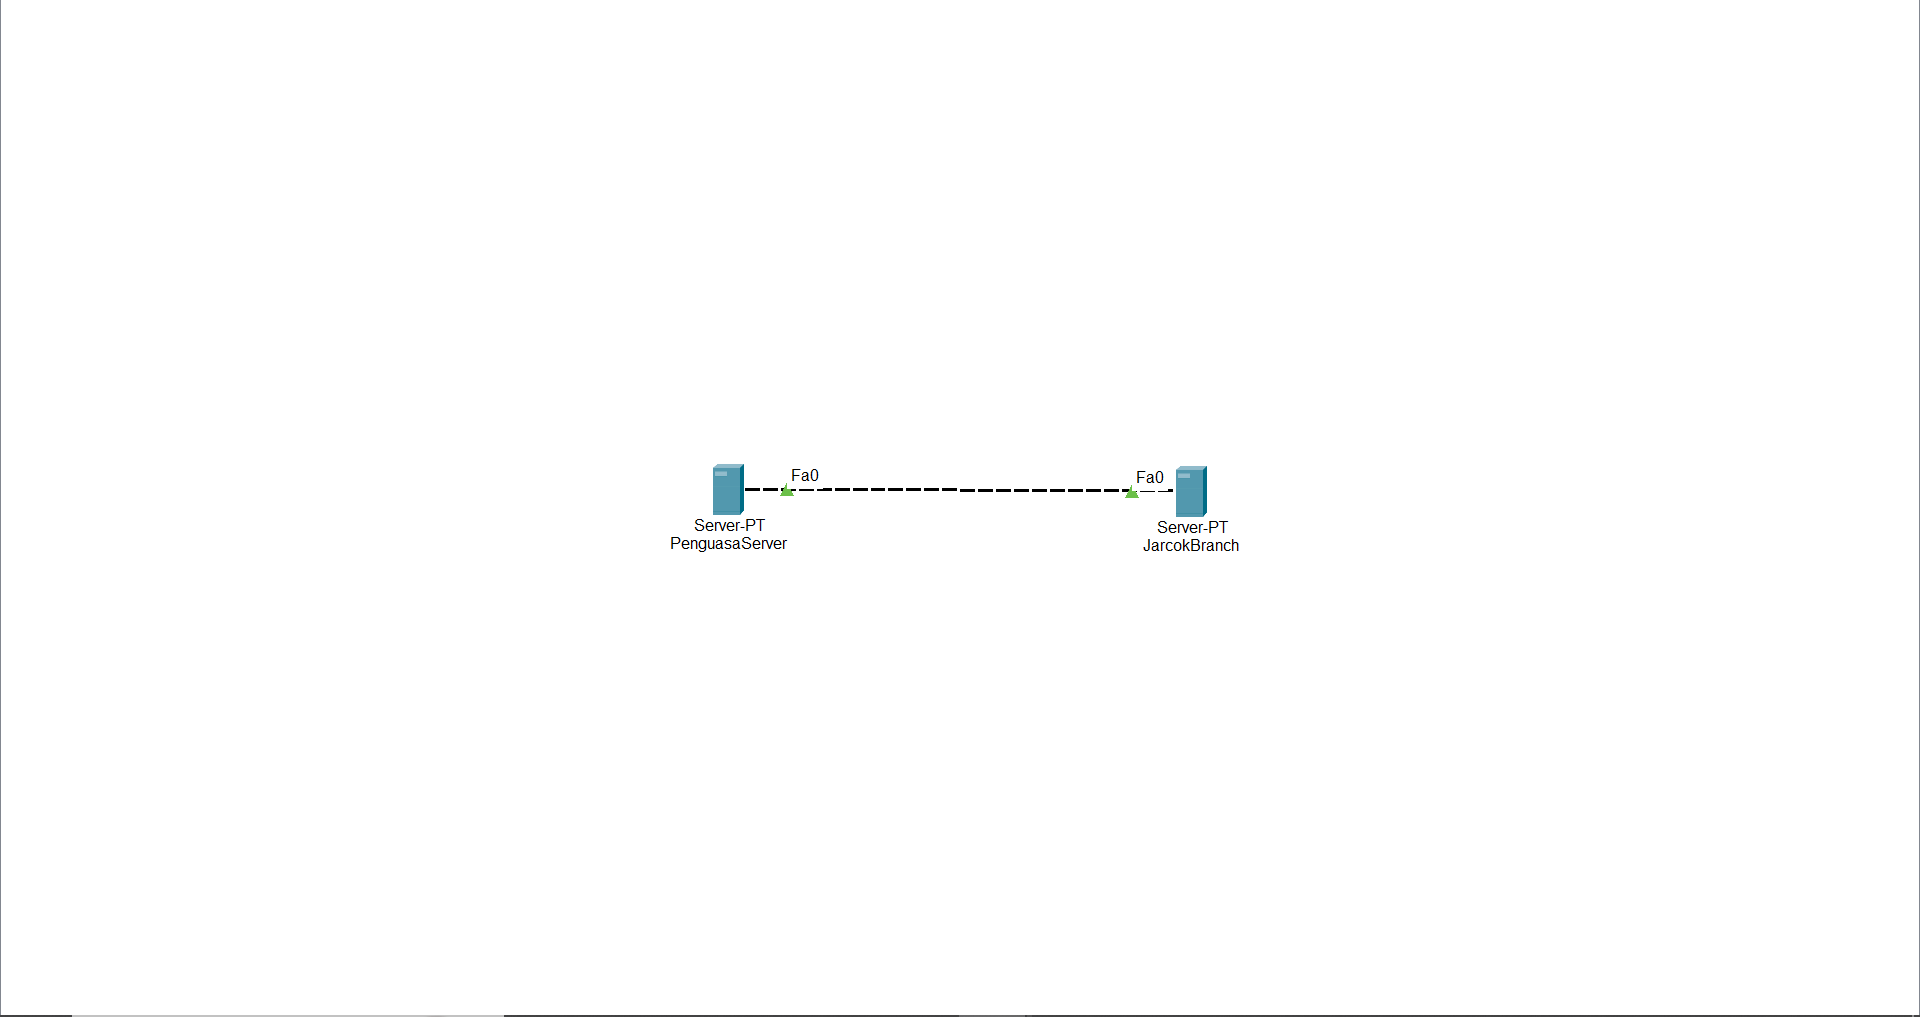 Fa0
Fa0
Server-PT
PenguasaServer
Server-PT
JarcokBranch